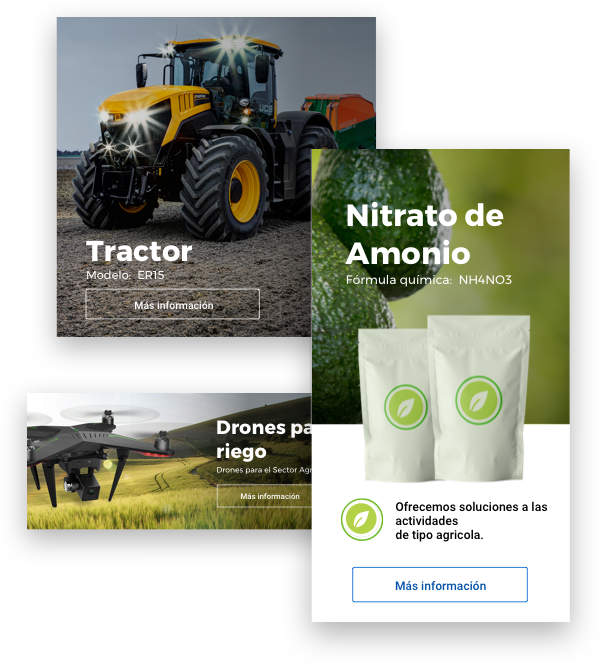 JCB
Tractor
Modelo: ER15
Más información
Nitrato de
Amonio
Fórmula química: NH4NO3
Drones pa
riego
Drones para el Sector Agr
Más información
Ofrecemos soluciones a las
actividades
de tipo agricola.
Más información